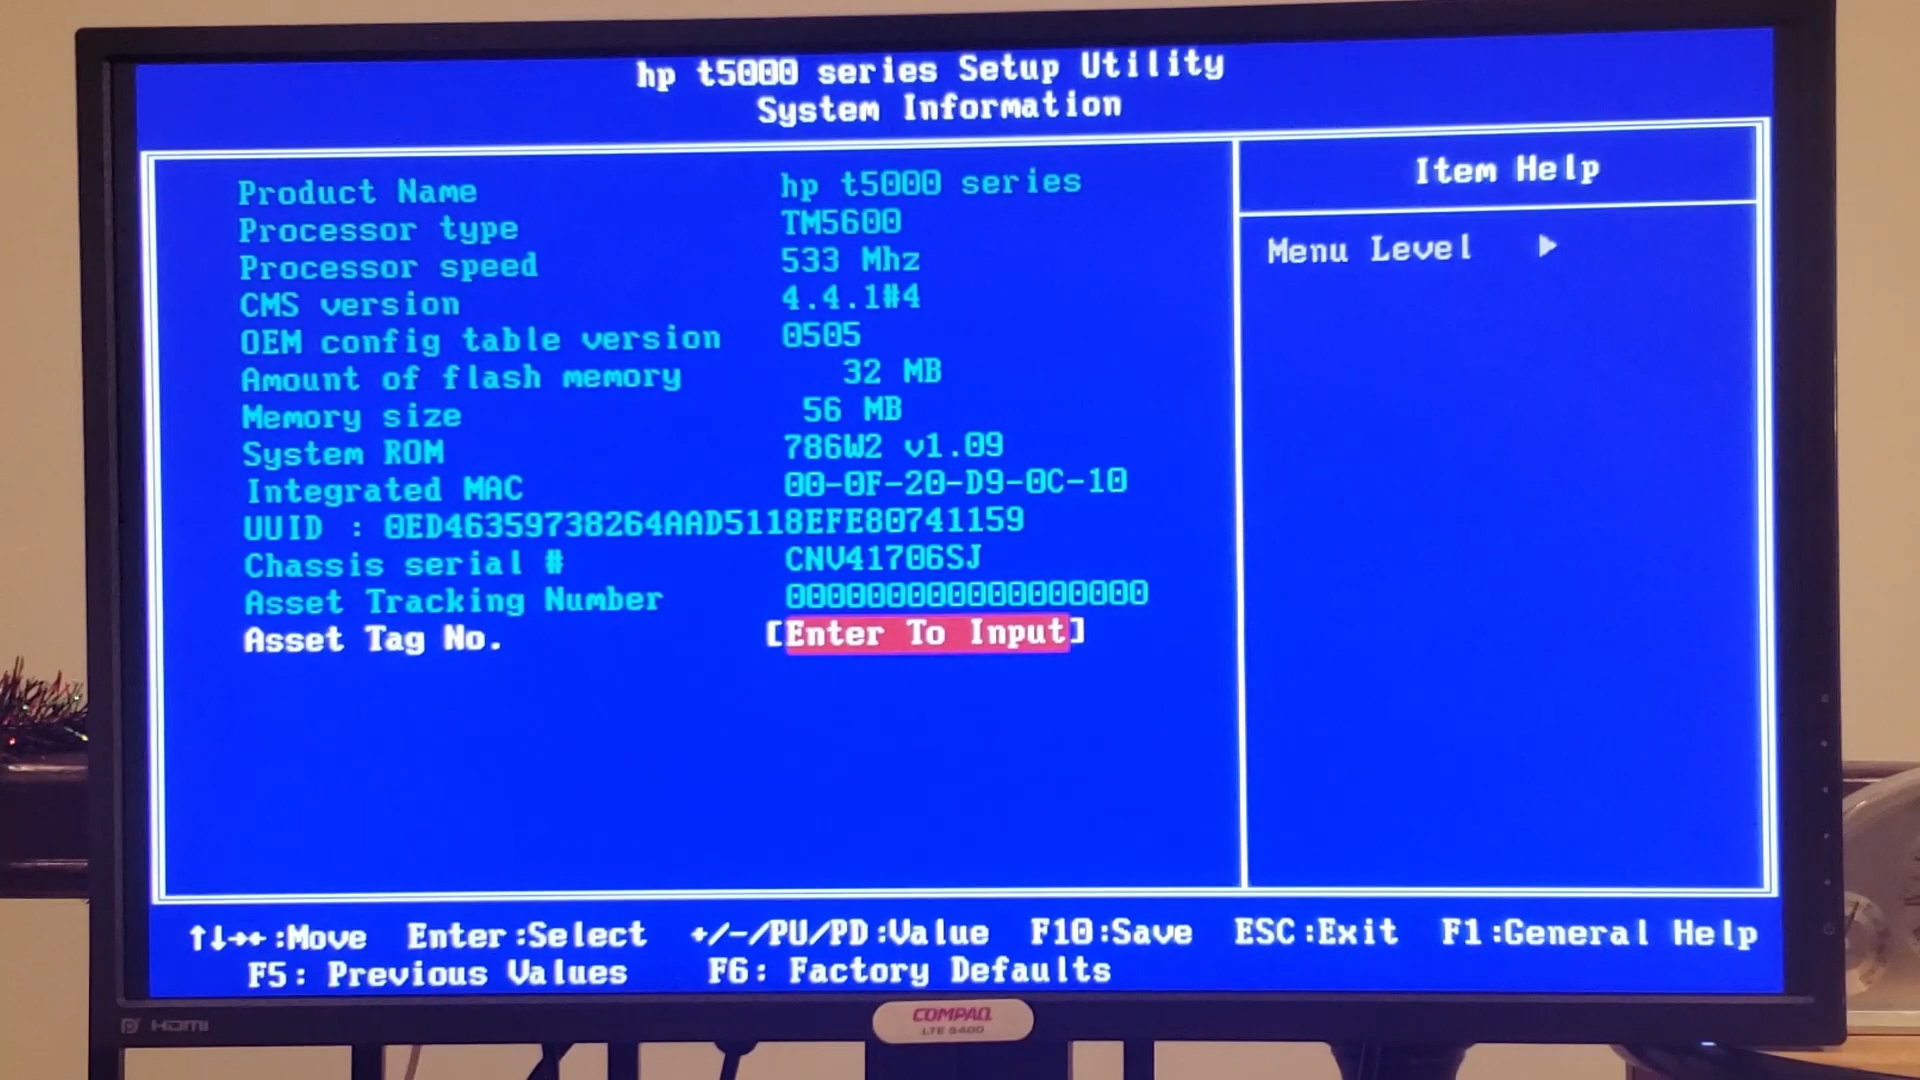 hp t5000 series Setup Utility
System Information
Product Name hp t5000 series
Processor type TM5600
Processor speed 533 Mhz
CMS version 4.4.1#4
OEM config table version 0505
Amount of flash memory 32 MB
Memory size 56 MB
System ROM 786W2 v1.09
Integrated MAC 00-0F-20-D9-0C-10
UUID : 0ED46359738264AAD5118EFE80741159
Chassis serial # CNV41706SJ
Asset Tracking Number 000000000000000000
Asset Tag No. [Enter To Input]
Item Help
Menu Level ►
↑↓→←:Move Enter:Select +/-/PU/PD:Value F10:Save ESC:Exit F1:General Help
F5: Previous Values F6: Factory Defaults
HDMI
COMPAQ
LTE 5400